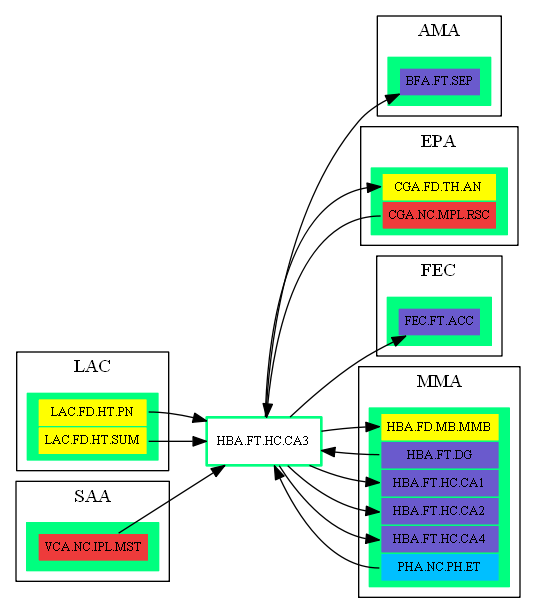 AMA
BFA.FT.SEP
EPA
CGA.FD.TH.AN
CGA.NC.MPL.RSC
FEC
FEC.FT.ACC
LAC
LAC.FD.HT.PN
LAC.FD.HT.SUM
HBA.FT.HC.CA3
MMA
HBA.FD.MB.MMB
HBA.FT.DG
HBA.FT.HC.CA1
HBA.FT.HC.CA2
HBA.FT.HC.CA4
PHA.NC.PH.ET
SAA
VCA.NC.IPL.MST